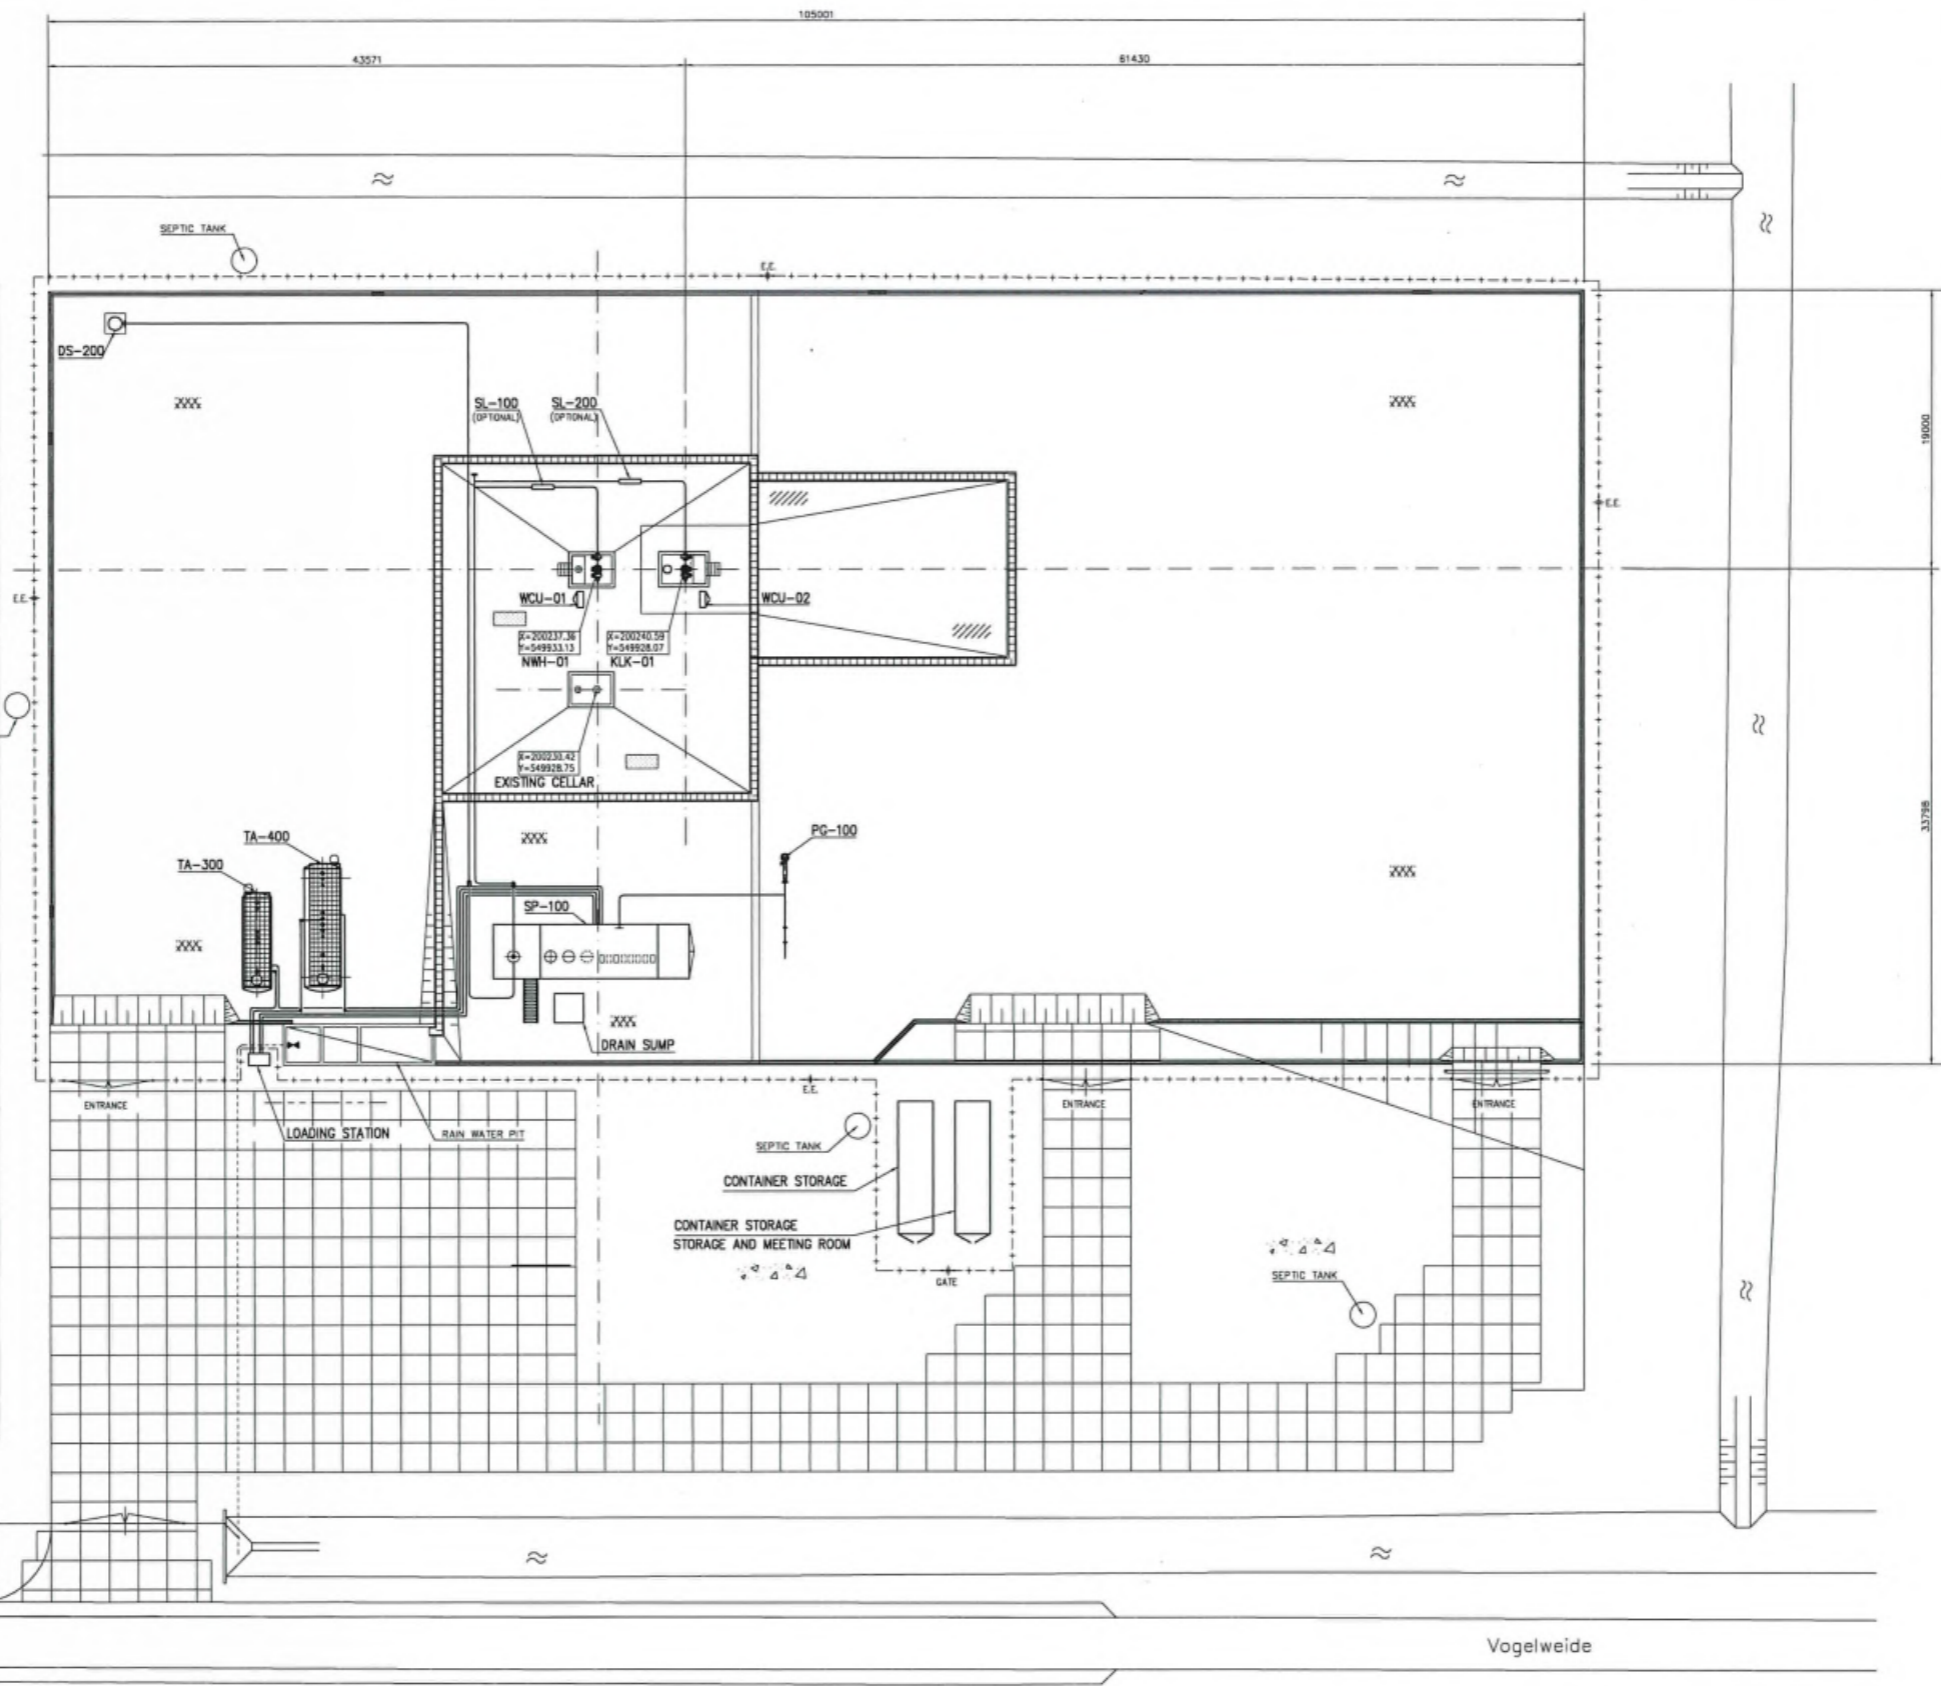 105001
43571
61430
SEPTIC TANK
E.E.
DS-200
SL-100
(OPTIONAL)
SL-200
(OPTIONAL)
19000
E.E.
E.E.
WCU-01
WCU-02
X=200237.36
Y=549933.13
NWH-01
X=200240.59
Y=549928.07
KLK-01
X=200230.42
Y=549928.75
EXISTING CELLAR
33798
TA-400
TA-300
PG-100
SP-100
DRAIN SUMP
ENTRANCE
LOADING STATION
RAIN WATER PIT
E.E.
ENTRANCE
ENTRANCE
SEPTIC TANK
CONTAINER STORAGE
CONTAINER STORAGE
STORAGE AND MEETING ROOM
GATE
SEPTIC TANK
Vogelweide